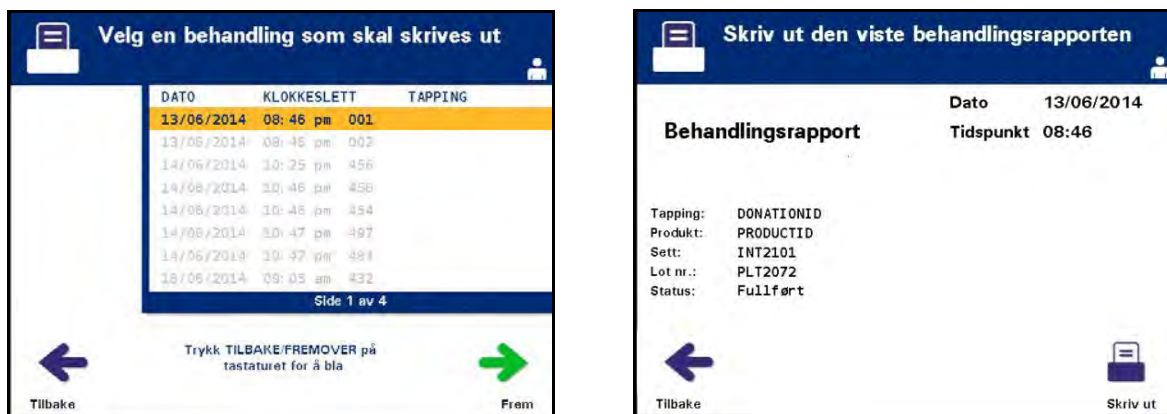 Velg en behandling som skal skrives ut
DATO KLOKKESLETT TAPPING
13/06/2014 08:46 pm 001
13/06/2014 08:46 pm 002
14/06/2014 10:25 pm 456
14/06/2014 10:46 pm
14/06/2014 10:46 pm 454
14/06/2014 10:47 pm
14/06/2014 10:47 pm
18/06/2014 09:05 am 432
Side 1 av 4
Trykk TILBAKE/FREMOVER på
tastaturet for å bla
Tilbake Frem
Skriv ut den viste behandlingsrapporten
Dato 13/06/2014
Behandlingsrapport
Tidspunkt 08:46
Tapping: DONATIONID
Produkt: PRODUCTID
Sett: INT2101
Lot nr.: PLT2072
Status: Fullført
Tilbake Skriv ut